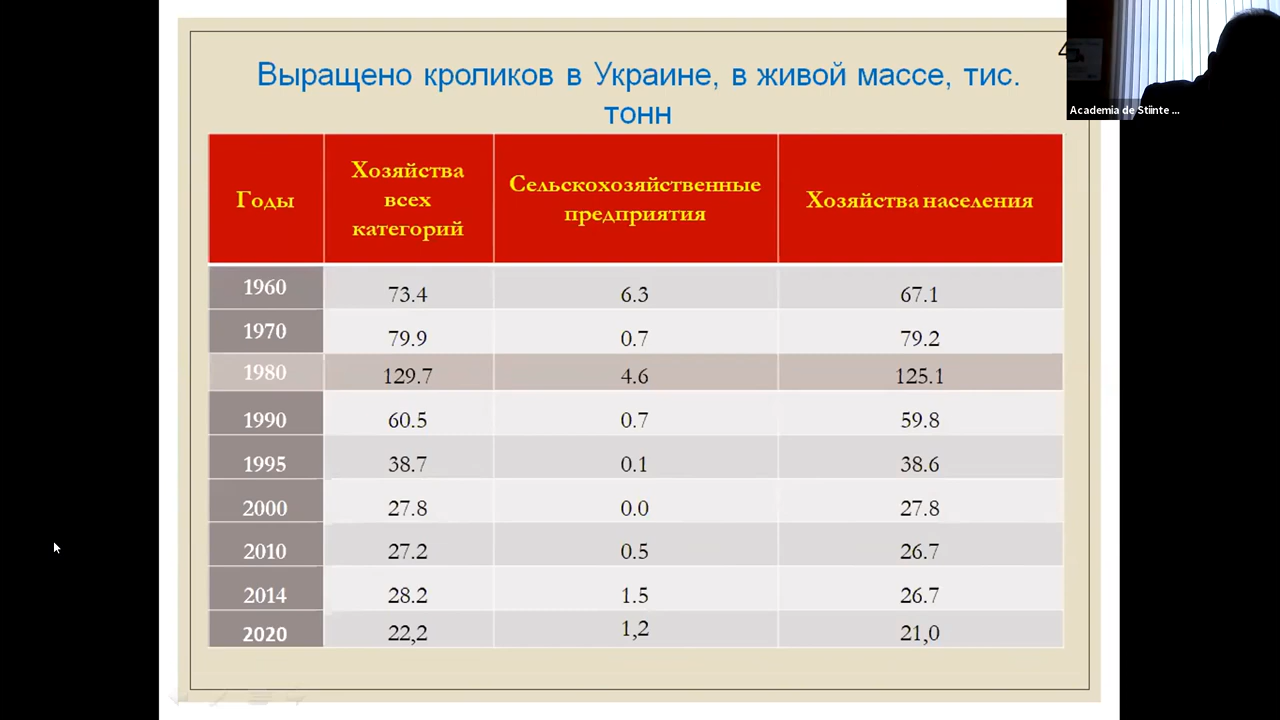 Выращено кроликов в Украине, в живой массе, тис.
тонн
4
Academia de Stiinte ...
Годы
Хозяйства
всех
категорий
Сельскохозяйственные
предприятия
Хозяйства населения
1960 73.4 6.3 67.1
1970 79.9 0.7 79.2
1980 129.7 4.6 125.1
1990 60.5 0.7 59.8
1995 38.7 0.1 38.6
2000 27.8 0.0 27.8
2010 27.2 0.5 26.7
2014 28.2 1.5 26.7
2020 22,2 1,2 21,0